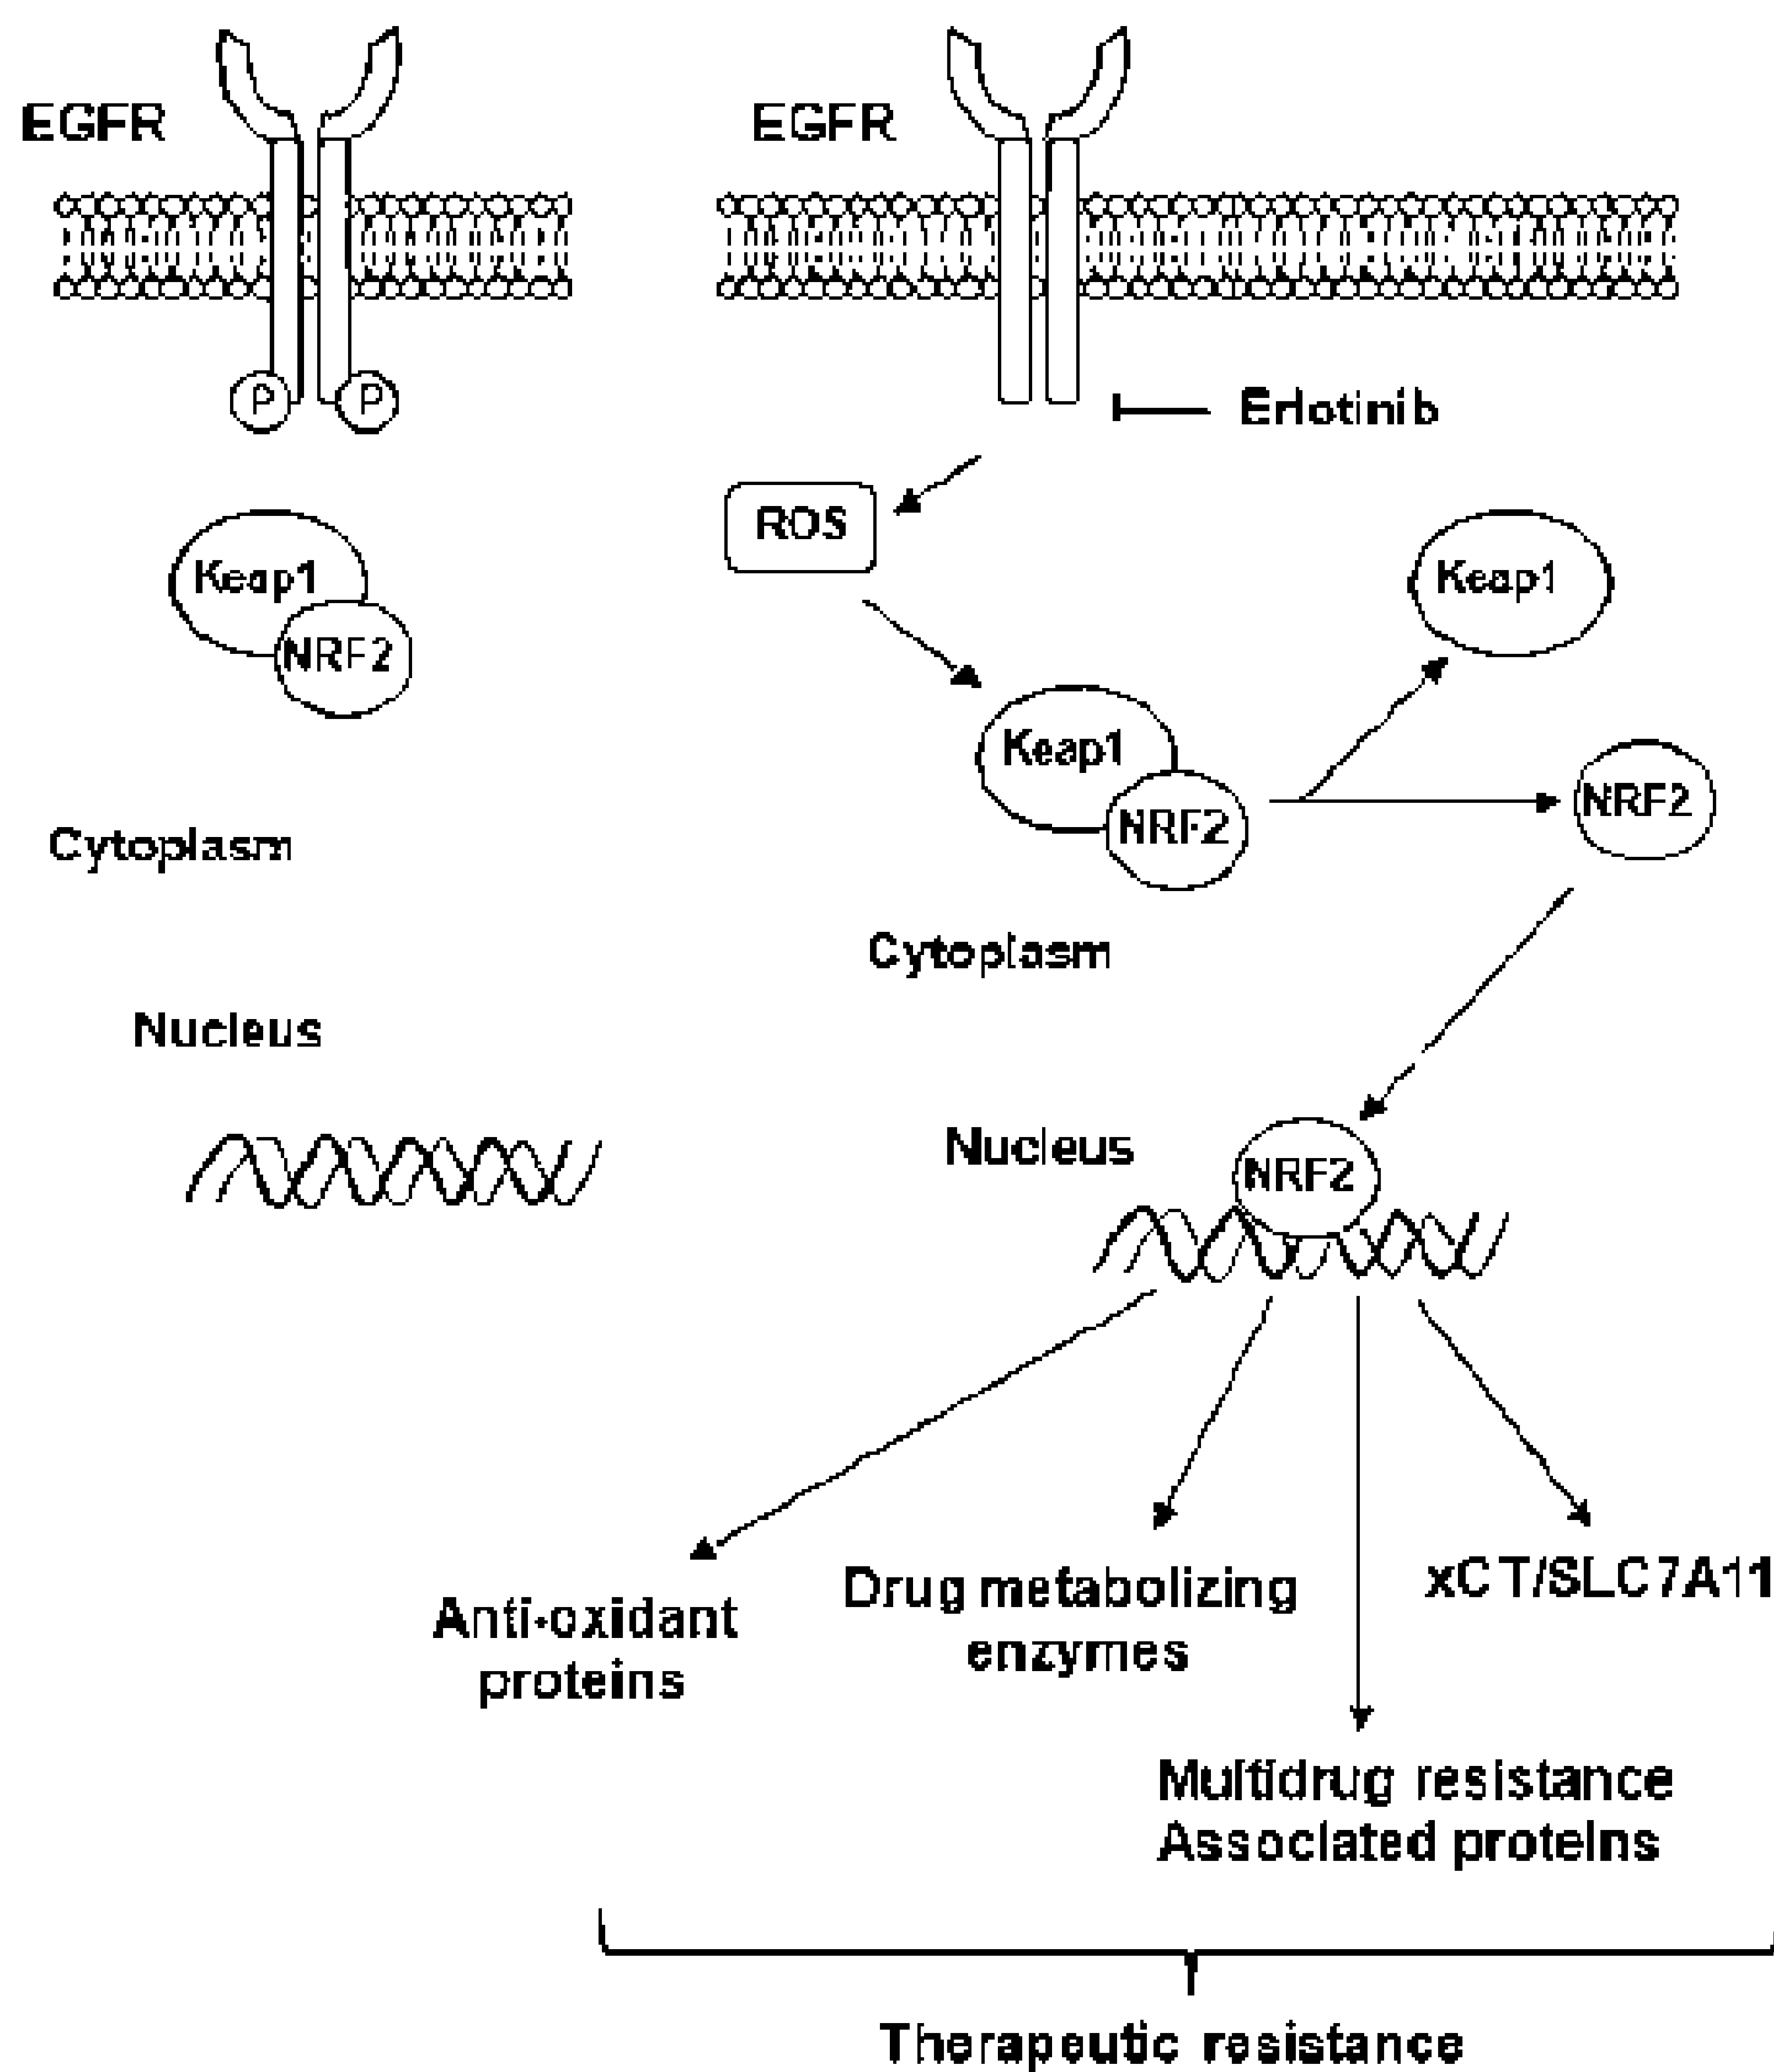 EGFR
P
P
Keap1
NRF2
Cytoplasm
Nucleus
EGFR
Erlotinib
ROS
Keap1
Keap1
NRF2
NRF2
Cytoplasm
Nucleus
NRF2
Anti-oxidant
proteins
Drug metabolizing
enzymes
xCT/SLC7A11
Multidrug resistance
Associated proteins
Therapeutic resistance